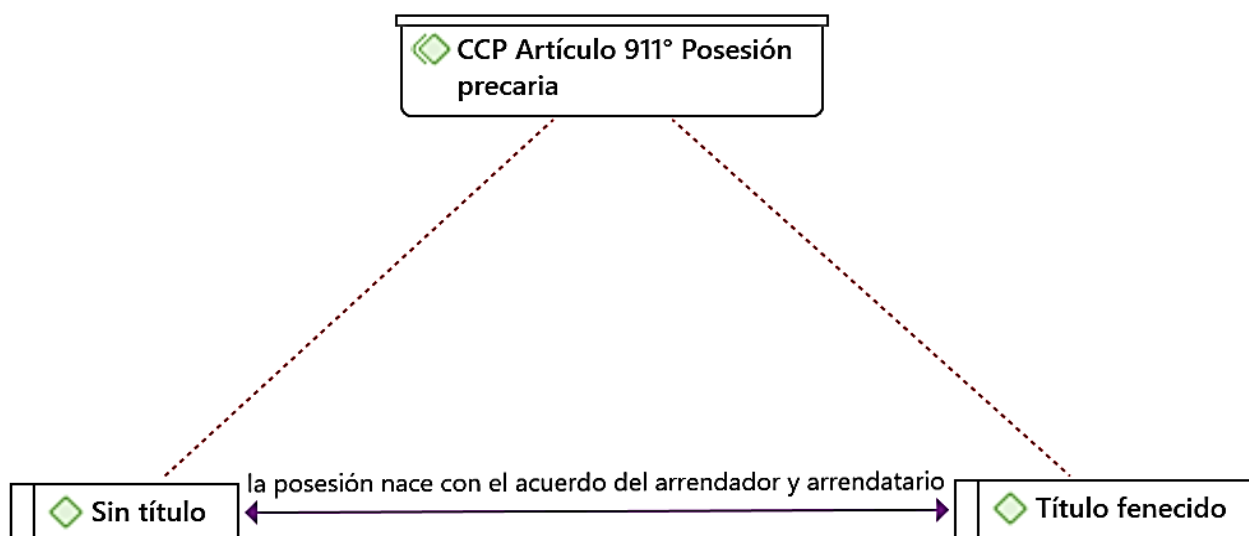 CCP Artículo 911° Posesión
precaria
la posesión nace con el acuerdo del arrendador y arrendatario
Sin título
Título fenecido